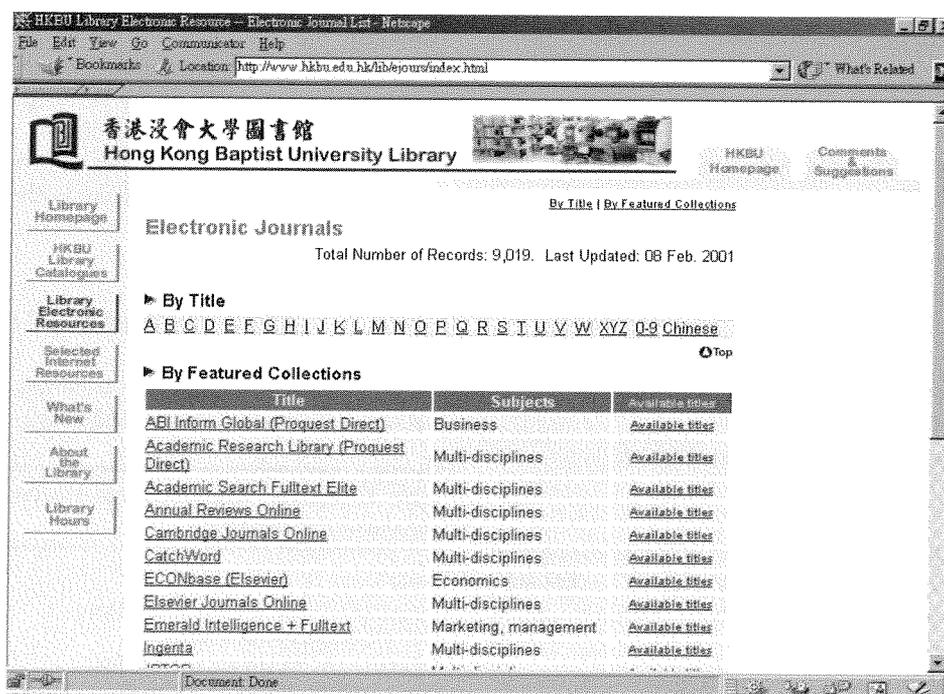 HKBU Library Electronic Resource -- Electronic Journal List - Netscape
File Edit View Go Communicator Help
Bookmarks Location: http://www.hkbu.edu.hk/lib/ejours/index.html What's Related
香港浸會大學圖書館
Hong Kong Baptist University Library
HKBU Homepage
Comments & Suggestions
Library Homepage
HKBU Library Catalogues
Library Electronic Resources
Selected Internet Resources
What's New
About the Library
Library Hours
By Title | By Featured Collections
Electronic Journals
Total Number of Records: 9,019. Last Updated: 08 Feb. 2001
By Title
A B C D E F G H I J K L M N O P Q R S T U V W XYZ 0-9 Chinese
Top
By Featured Collections
Title Subjects Available titles
ABI Inform Global (Proquest Direct) Business Available titles
Academic Research Library (Proquest Direct) Multi-disciplines Available titles
Academic Search Fulltext Elite Multi-disciplines Available titles
Annual Reviews Online Multi-disciplines Available titles
Cambridge Journals Online Multi-disciplines Available titles
CatchWord Multi-disciplines Available titles
ECONbase (Elsevier) Economics Available titles
Elsevier Journals Online Multi-disciplines Available titles
Emerald Intelligence + Fulltext Marketing, management Available titles
Ingenta Multi-disciplines Available titles
Document: Done